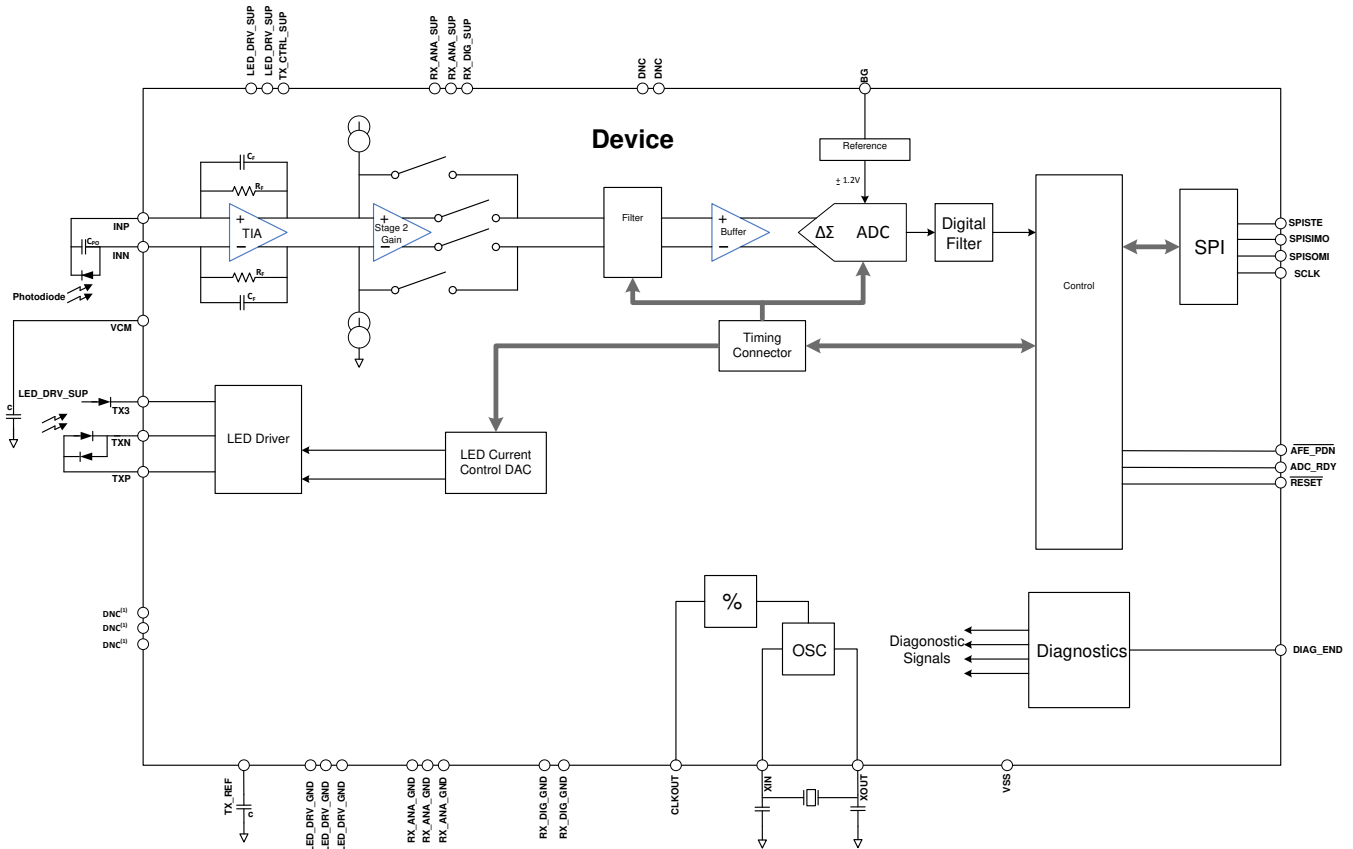 LED_DRV_SUP
LED_DRV_SUP
TX_CTRL_SUP
RX_ANA_SUP
RX_ANA_SUP
RX_DIG_SUP
DNC
DNC
BG
Device
Reference
± 1.2V
CF
RF
INP
+
TIA
−
+
Stage 2
Gain
−
Filter
+
Buffer
−
ΔΣ ADC
Digital
Filter
Control
SPI
SPISTE
SPISIMO
SPISOMI
SCLK
CPD
INN
RF
CF
Photodiode
VCM
Timing
Connector
C
LED_DRV_SUP
TX3
TXN
TXP
LED Driver
LED Current
Control DAC
AFE_PDN
ADC_RDY
RESET
DNC(1)
DNC(1)
DNC(1)
%
OSC
Diagonostic
Signals
Diagnostics
DIAG_END
TX_REF
C
LED_DRV_GND
LED_DRV_GND
LED_DRV_GND
RX_ANA_GND
RX_ANA_GND
RX_ANA_GND
RX_DIG_GND
RX_DIG_GND
CLKOUT
XIN
XOUT
VSS